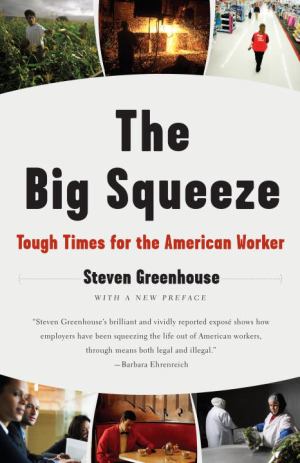 The
Big Squeeze
Tough Times for the American Worker
Steven Greenhouse
WITH A NEW PREFACE
"Steven Greenhouse's brilliant and vividly reported exposé shows how
employers have been squeezing the life out of American workers,
through means both legal and illegal."
—Barbara Ehrenreich